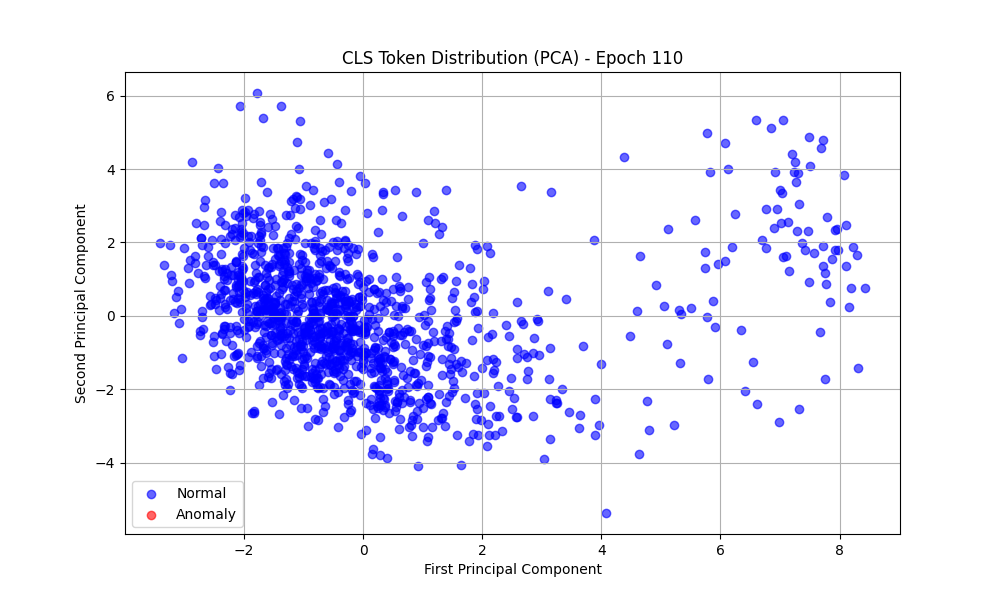 CLS Token Distribution (PCA) - Epoch 110
Second Principal Component
6
4
2
0
−2
−4
Normal
Anomaly
−2 0 2 4 6 8
First Principal Component